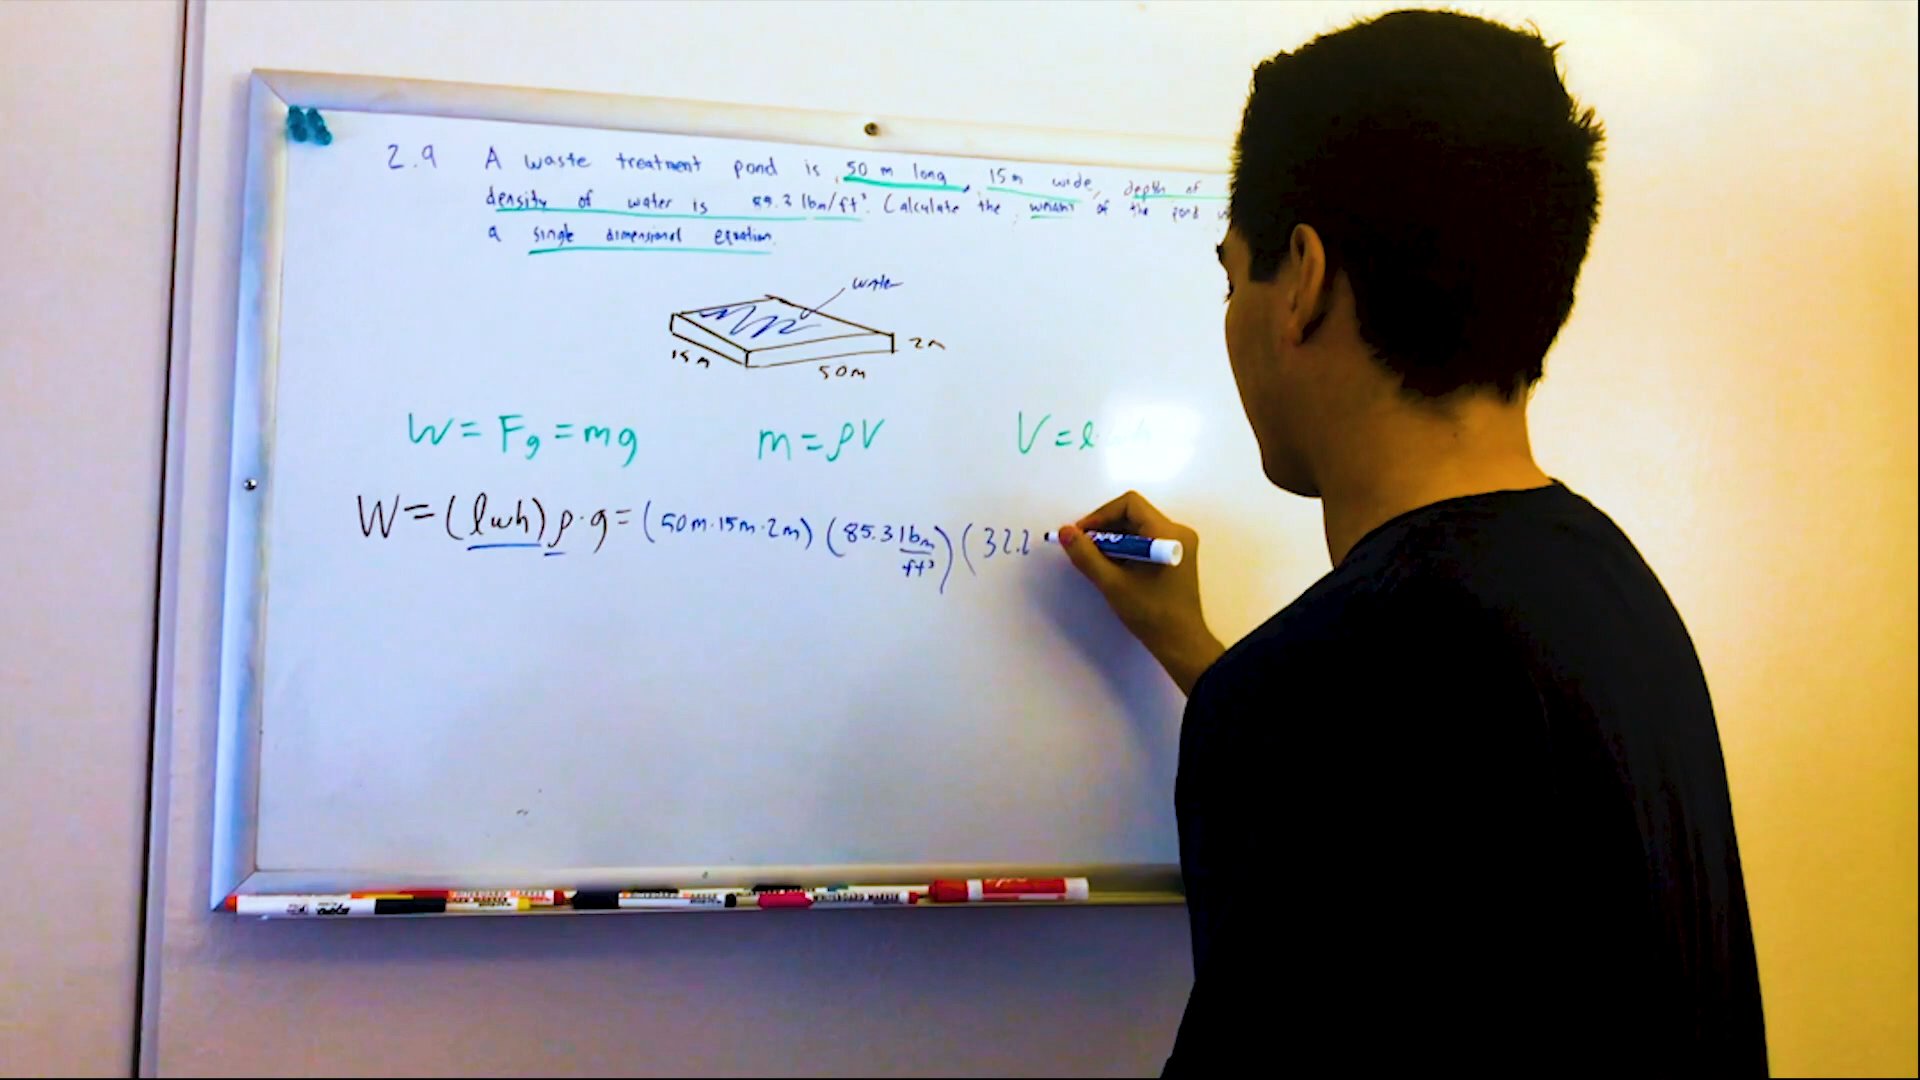 2.9 A waste treatment pond is 50 m long, 15m wide, depth of
density of water is 85.3 lbm/ft³. Calculate the weight of the pond
a single dimensional equation.
water
15 m
50 m
2m
W = Fg = mg
m = ρV
V = l
W = (lwh) ρ·g = (50m·15m·2m) (85.3 lbm/ft³) (32.2